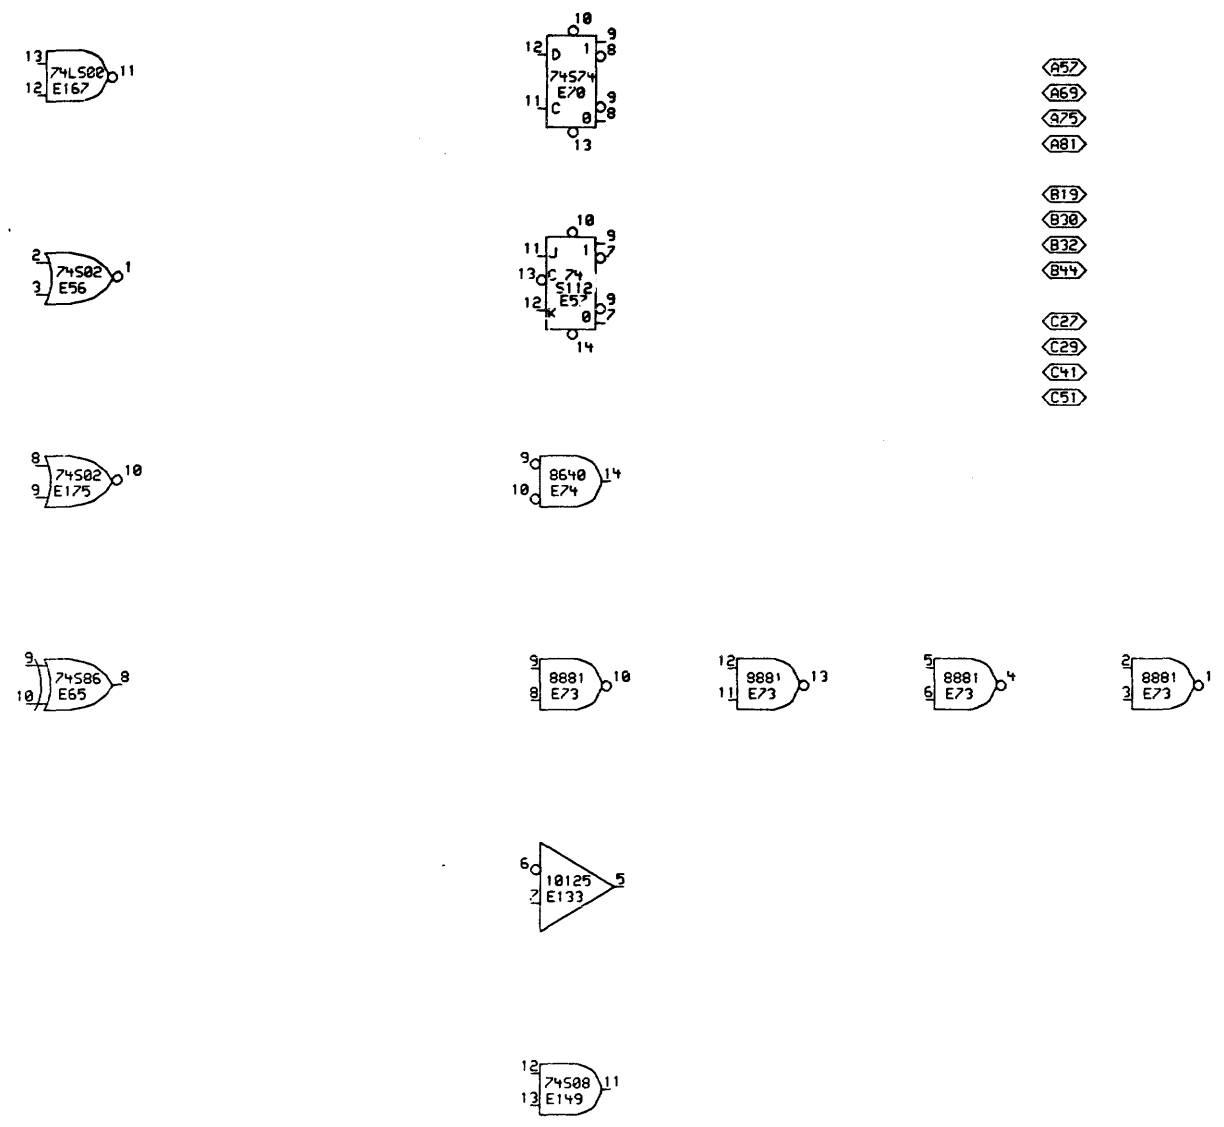 13
74LS00 11
12 E167
10
9
12 D 1 8
74S74
E70
9
11 C 8
0
13
A57
A69
A75
A81
B19
B30
B32
B44
C27
C29
C41
C51
2
74S02 1
3 E56
10
9
11 J 1 7
13 C 74
S112
E57
9
12 K 0 7
14
8
74S02 10
9 E175
9
8640 14
10 E74
9
74S86 8
10 E65
9
8881 10
8 E73
12
8881 13
11 E73
5
8881 4
6 E73
2
8881 1
3 E73
6
10125 5
7 E133
12
74S08 11
13 E149